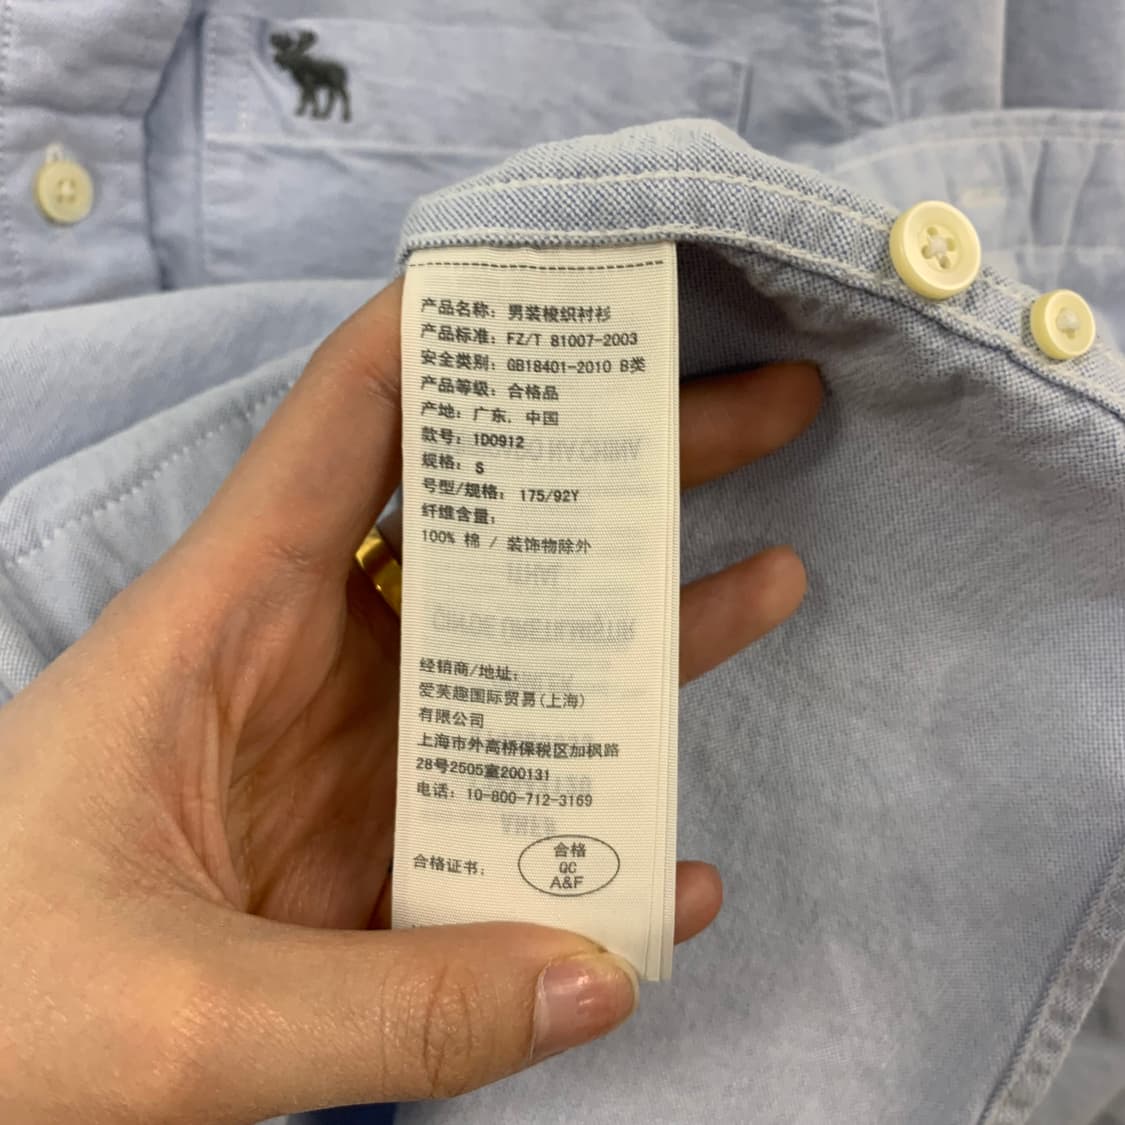 产品名称: 男装梭织衬衫
产品标准: FZ/T 81007-2003
安全类别: GB18401-2010 B类
产品等级: 合格品
产地: 广东, 中国
款号: 1D0912
规格: S
号型/规格: 175/92Y
纤维含量:
100% 棉 / 装饰物除外
经销商/地址:
爱芙趣国际贸易(上海)
有限公司
上海市外高桥保税区加枫路
28号2505室200131
电话: 10-800-712-3169
合格证书:
合格
QC
A&F